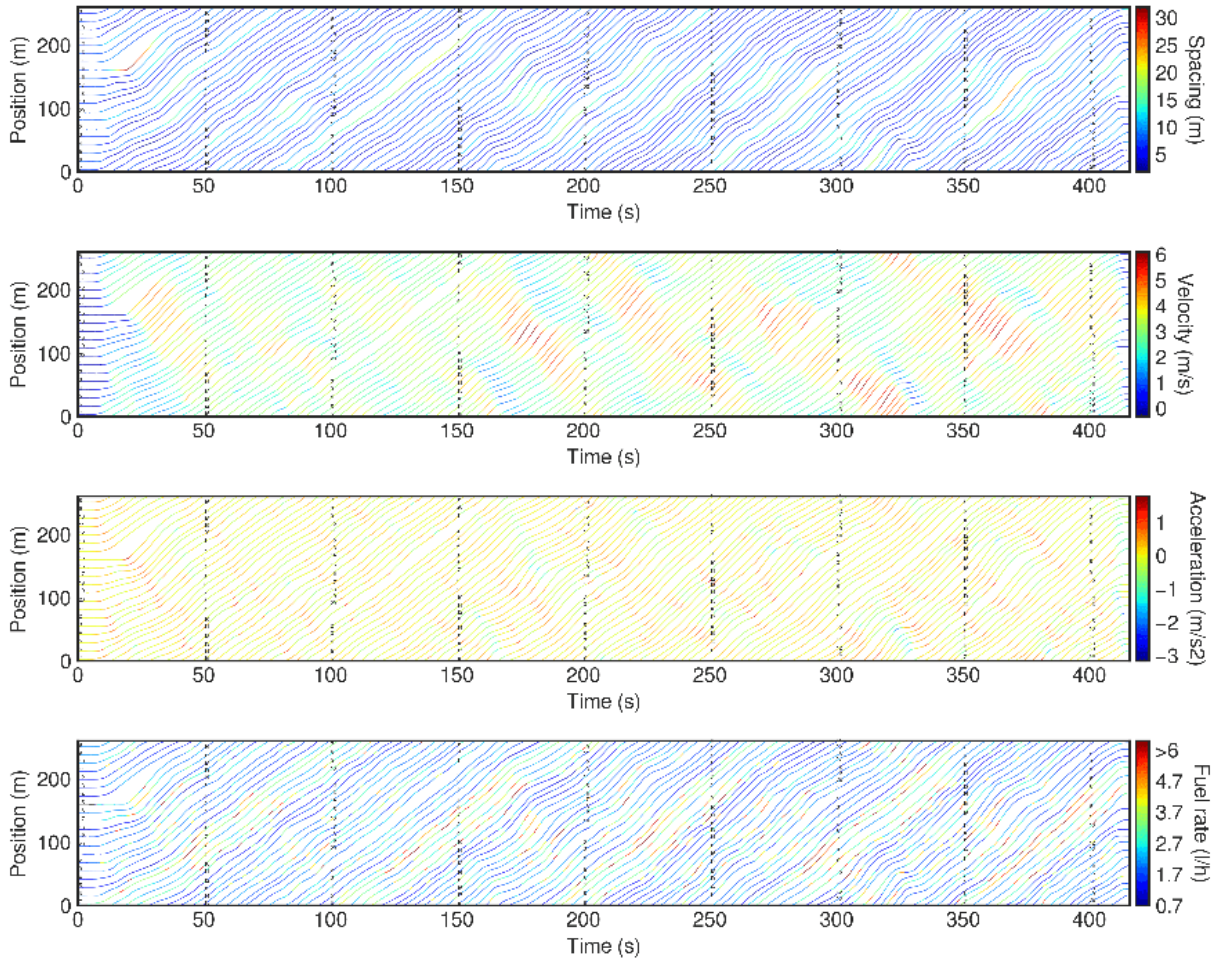 Position (m)
200
100
0
0 50 100 150 200 250 300 350 400
Time (s)
30
25
20
15
10
5
Spacing (m)
Position (m)
200
100
0
0 50 100 150 200 250 300 350 400
Time (s)
6
5
4
3
2
1
0
Velocity (m/s)
Position (m)
200
100
0
0 50 100 150 200 250 300 350 400
Time (s)
1
0
−1
−2
−3
Acceleration (m/s2)
Position (m)
200
100
0
0 50 100 150 200 250 300 350 400
Time (s)
>6
4.7
3.7
2.7
1.7
0.7
Fuel rate (l/h)